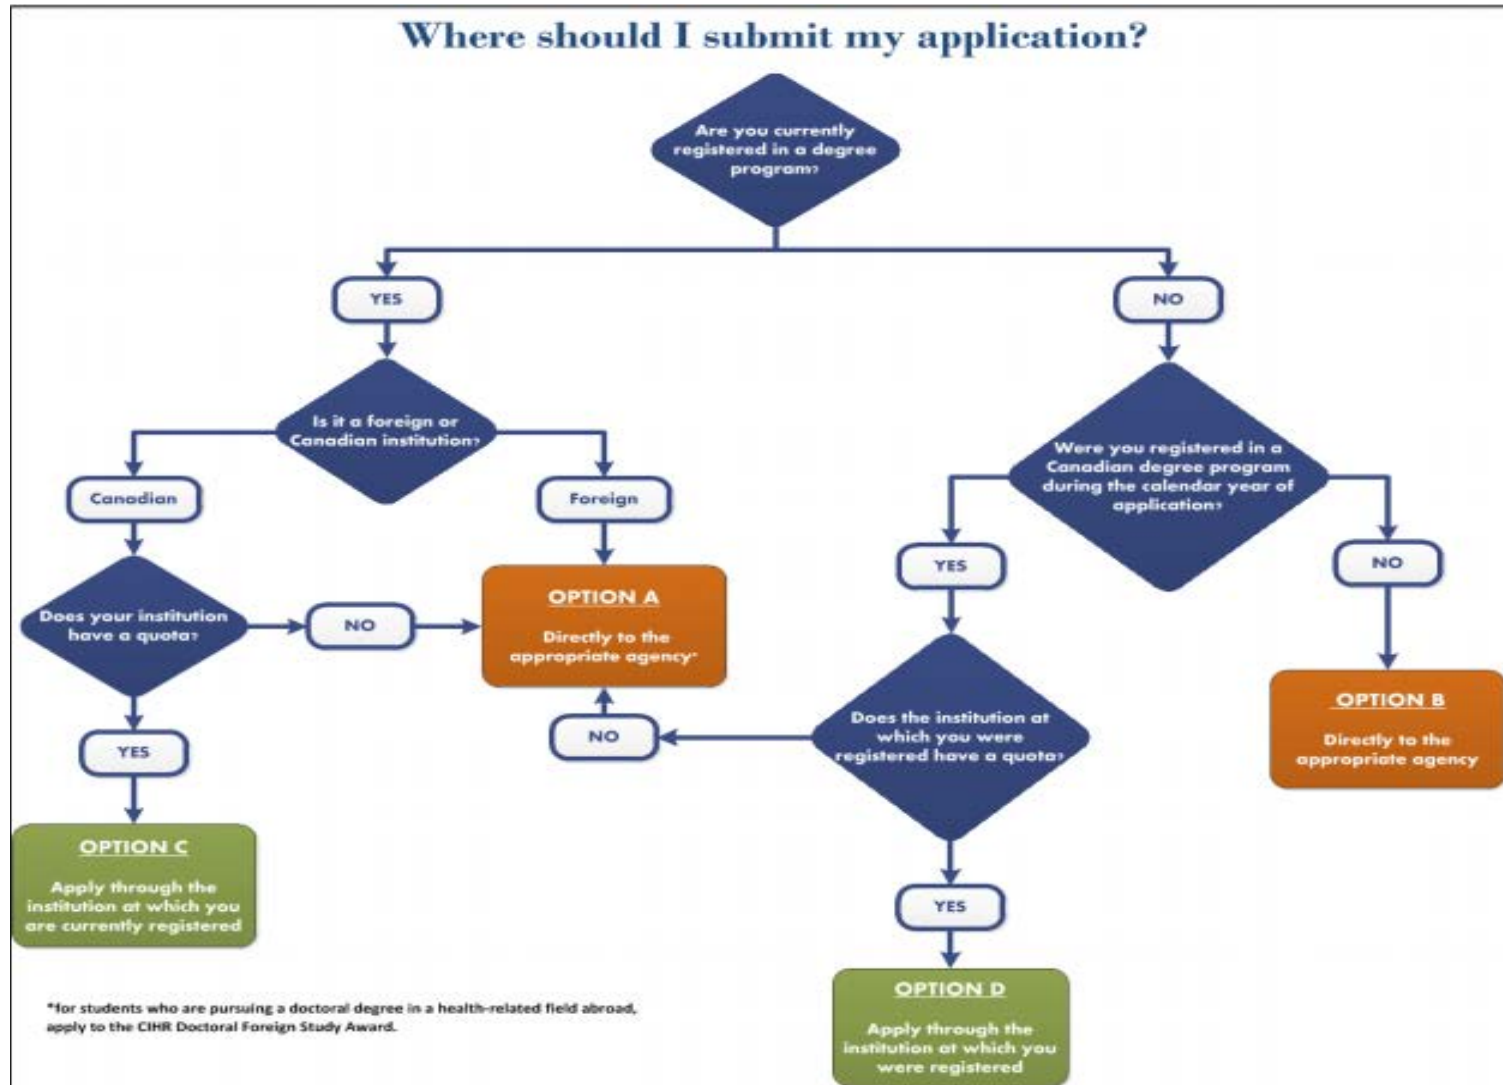 Where should I submit my application?
Are you currently
registered in a degree
program?
YES
NO
Is it a foreign or
Canadian institution?
Were you registered in a
Canadian degree program
during the calendar year of
application?
Canadian
Foreign
YES
NO
Does your institution
have a quota?
NO
OPTION A
Directly to the
appropriate agency*
YES
NO
Does the institution at
which you were
registered have a quota?
OPTION B
Directly to the
appropriate agency
OPTION C
Apply through the
institution at which you
are currently registered
YES
OPTION D
Apply through the
institution at which you
were registered
*for students who are pursuing a doctoral degree in a health-related field abroad,
apply to the CIHR Doctoral Foreign Study Award.